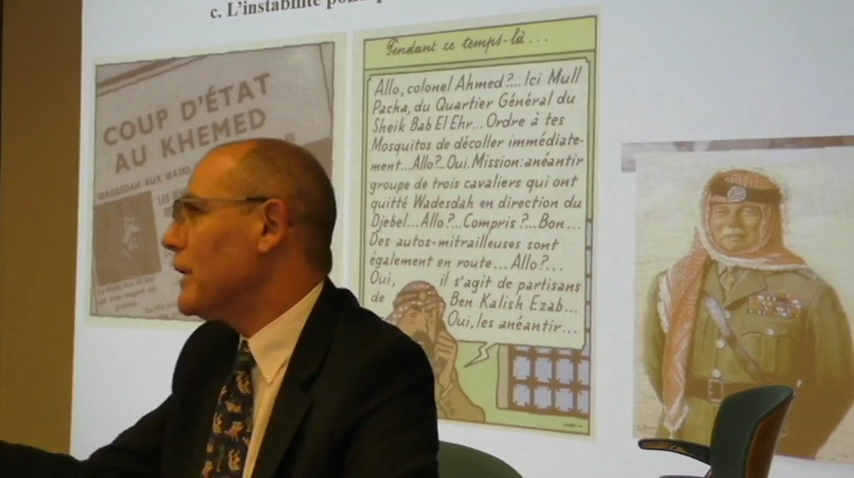 c. L'instabilité
COUP D'ÉTAT
AU KHEMED
WADESDAH AUX MAINS
Pendant ce temps-là...
Allo, colonel Ahmed?... Ici Mull
Pacha, du Quartier Général du
Sheik Bab El Ehr... Ordre à tes
Mosquitos de décoller immédiate-
ment... Allo?.. Oui. Mission: anéantir
groupe de trois cavaliers qui ont
quitté Wadesdah en direction du
Djebel... Allo?... Compris?... Bon...
Des autos-mitrailleuses sont
également en route... Allo?...
Oui, il s'agit de partisans
de Ben Kalish Ezab...
Oui, les anéantir...